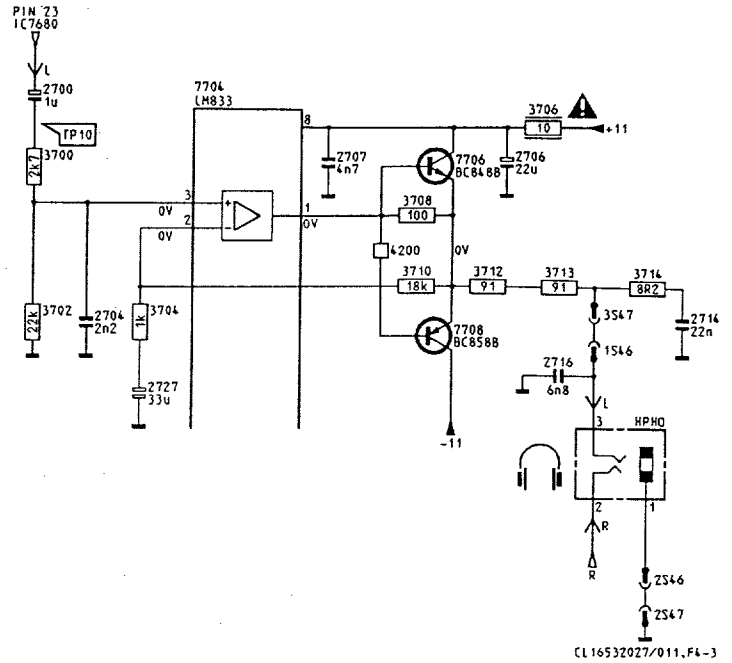 PIN 23
IC7680
L
2700
1u
TP10
3700
2k7
7704
LM833
8
3706
10
+11
2707
4n7
7706
BC848B
2706
22u
3
0V
+
1
0V
3708
100
2
0V
-
4200
0V
3710
18k
3712
91
3713
91
3714
8R2
3702
22k
2704
2n2
3704
1k
7708
BC858B
3S47
2714
22n
1S46
2716
6n8
2727
33u
L
-11
3
HPHO
2
1
R
R
2S46
2S47
CL16532027/011,F4-3